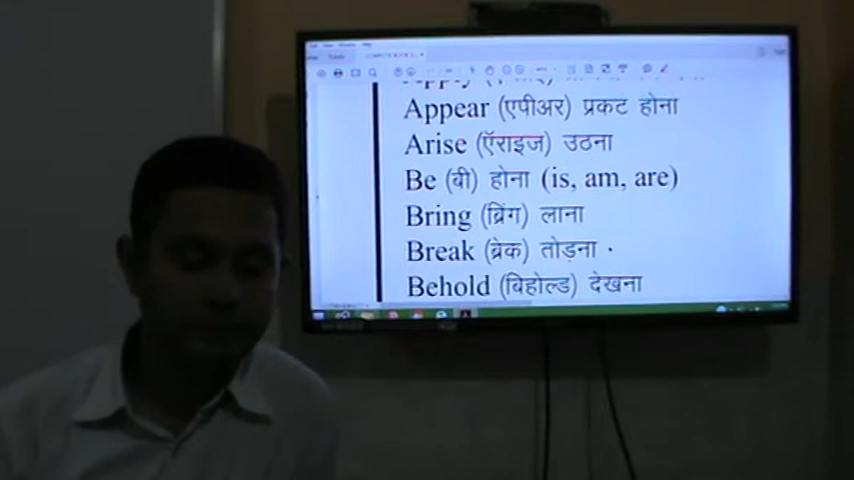 Appear (एपीअर) प्रकट होना
Arise (ऍराइज) उठना
Be (बी) होना (is, am, are)
Bring (ब्रिंग) लाना
Break (ब्रेक) तोड़ना
Behold (बिहोल्ड) देखना